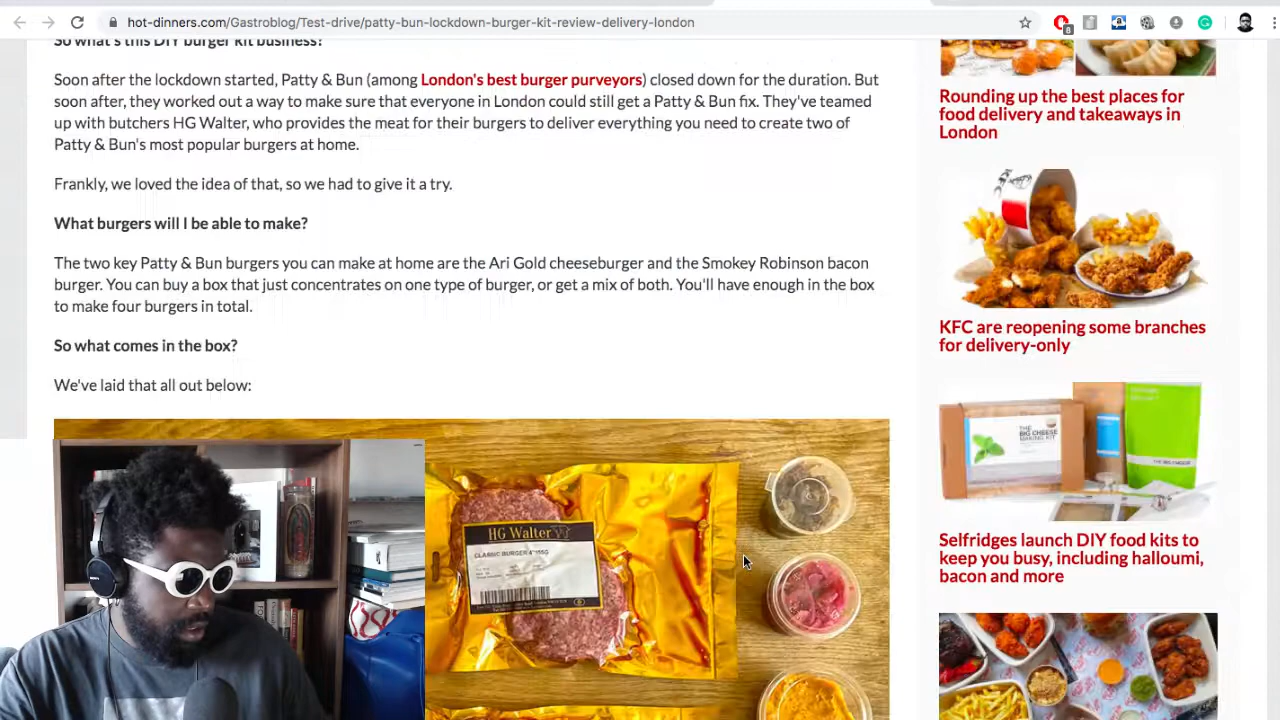 hot-dinners.com/Gastroblog/Test-drive/patty-bun-lockdown-burger-kit-review-delivery-london
8
So what's this DIY burger kit business?
Soon after the lockdown started, Patty & Bun (among London's best burger purveyors) closed down for the duration. But
soon after, they worked out a way to make sure that everyone in London could still get a Patty & Bun fix. They've teamed
up with butchers HG Walter, who provides the meat for their burgers to deliver everything you need to create two of
Patty & Bun's most popular burgers at home.
Frankly, we loved the idea of that, so we had to give it a try.
What burgers will I be able to make?
The two key Patty & Bun burgers you can make at home are the Ari Gold cheeseburger and the Smokey Robinson bacon
burger. You can buy a box that just concentrates on one type of burger, or get a mix of both. You'll have enough in the box
to make four burgers in total.
So what comes in the box?
We've laid that all out below:
HG Walter
CLASSIC BURGER
Rounding up the best places for
food delivery and takeaways in
London
KFC are reopening some branches
for delivery-only
THE
BIG CHEESE
MAKING KIT
THE BIG CHEESE
Selfridges launch DIY food kits to
keep you busy, including halloumi,
bacon and more